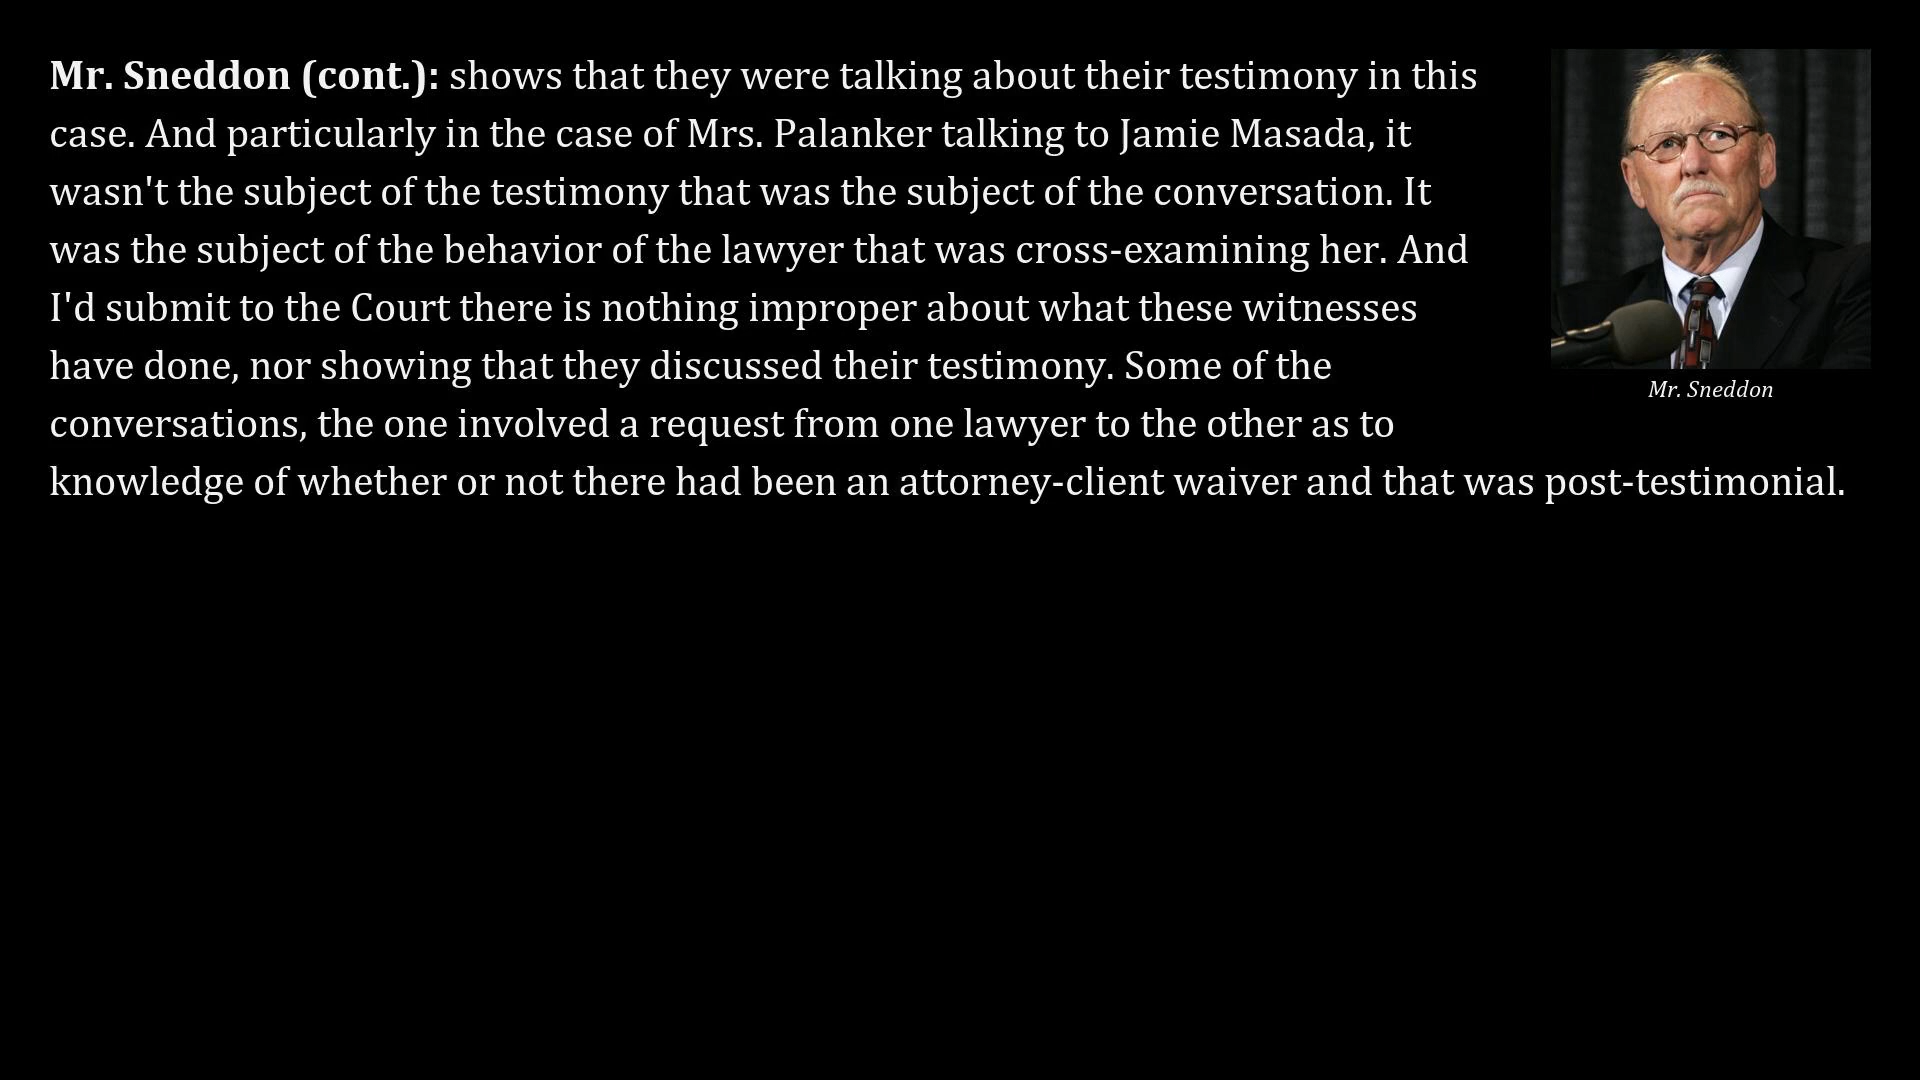 Mr. Sneddon (cont.): shows that they were talking about their testimony in this
case. And particularly in the case of Mrs. Palanker talking to Jamie Masada, it
wasn't the subject of the testimony that was the subject of the conversation. It
was the subject of the behavior of the lawyer that was cross-examining her. And
I'd submit to the Court there is nothing improper about what these witnesses
have done, nor showing that they discussed their testimony. Some of the
conversations, the one involved a request from one lawyer to the other as to
knowledge of whether or not there had been an attorney-client waiver and that was post-testimonial.
Mr. Sneddon